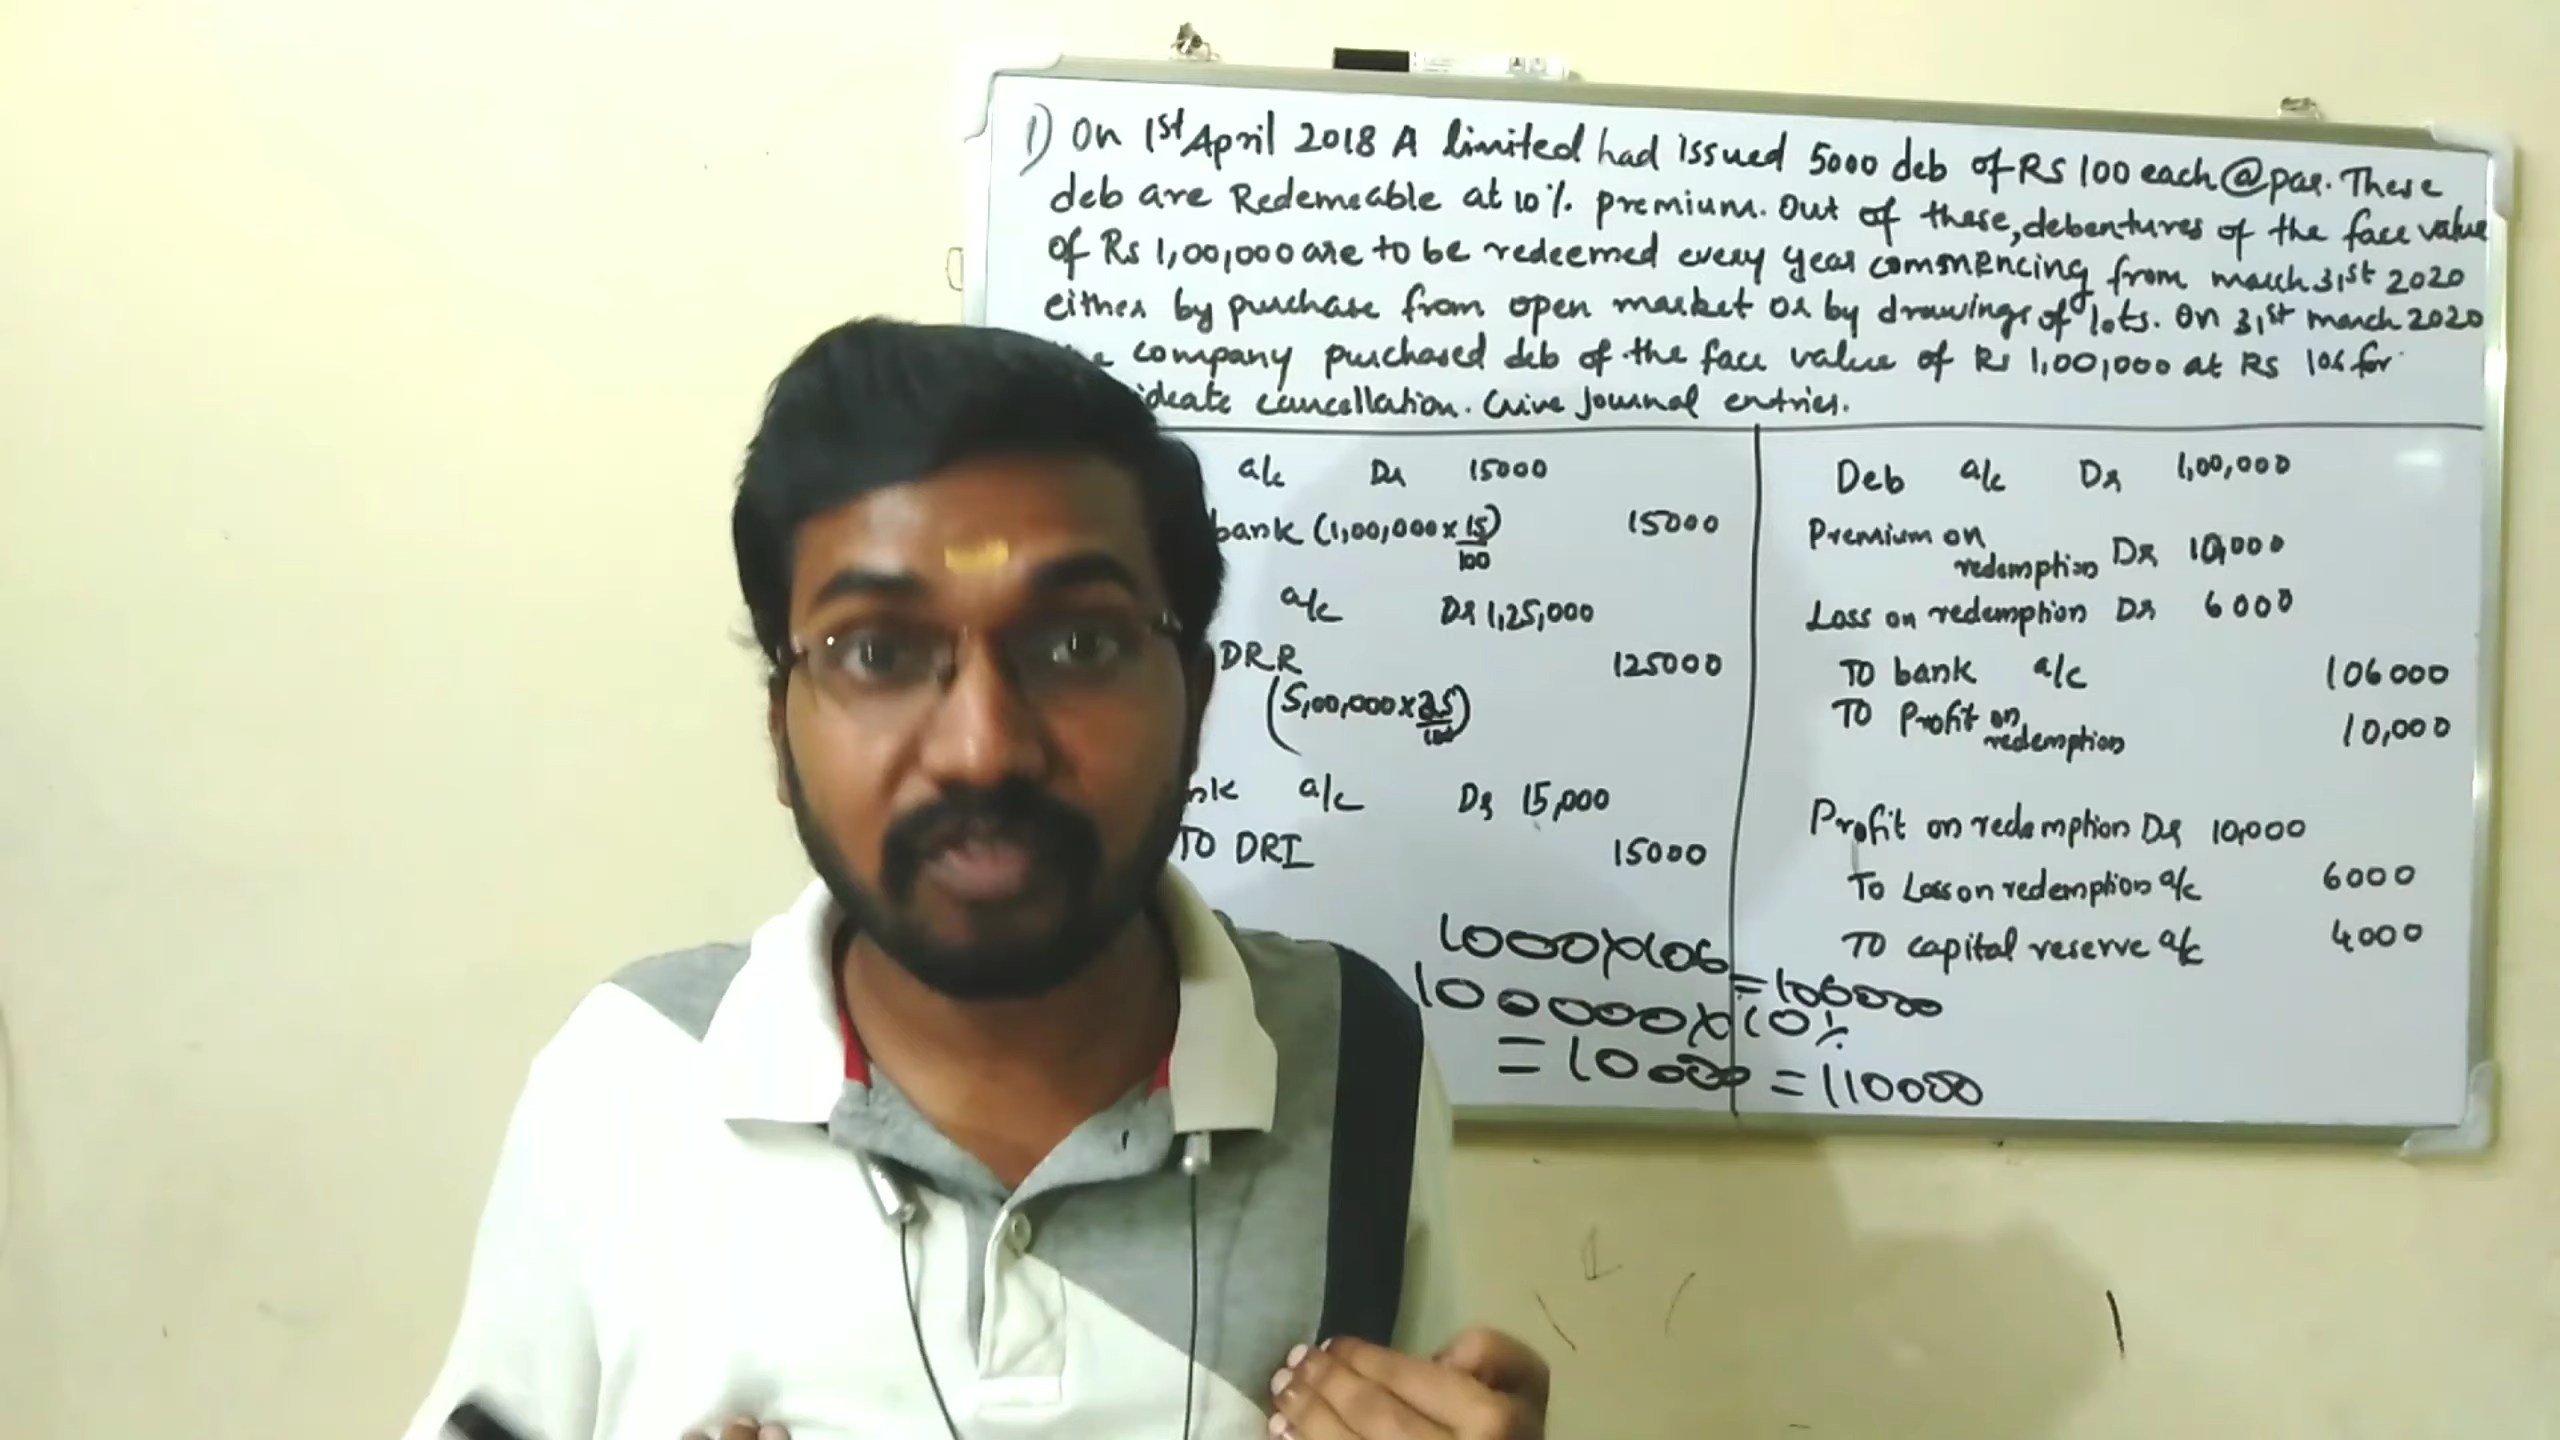 1) On 1st April 2018 A limited had issued 5000 deb of Rs 100 each @ par. These
deb are Redemeable at 10%. premium. Out of these, debentures of the face value
of Rs 1,00,000 are to be redeemed every year commencing from march 31st 2020
either by purchase from open market or by drawings of lots. On 31st march 2020
company purchased deb of the face value of Rs 1,00,000 at Rs 106 for
cancellation. Give Journal entries.
a/c Dr 15000
bank (1,00,000 x 15/100) 15000
a/c Dr 1,25,000
DRR 125000
(5,00,000 x 25/100)
a/c Dr 15,000
TO DRI 15000
1000 x 106 = 106000
100000 x 10%
= 10000 = 110000
Deb a/c Dr 1,00,000
Premium on
redemption Dr 10,000
Loss on redemption Dr 6000
TO bank a/c 106000
TO Profit on
redemption 10,000
Profit on redemption Dr 10,000
To Loss on redemption a/c 6000
TO capital reserve a/c 4000